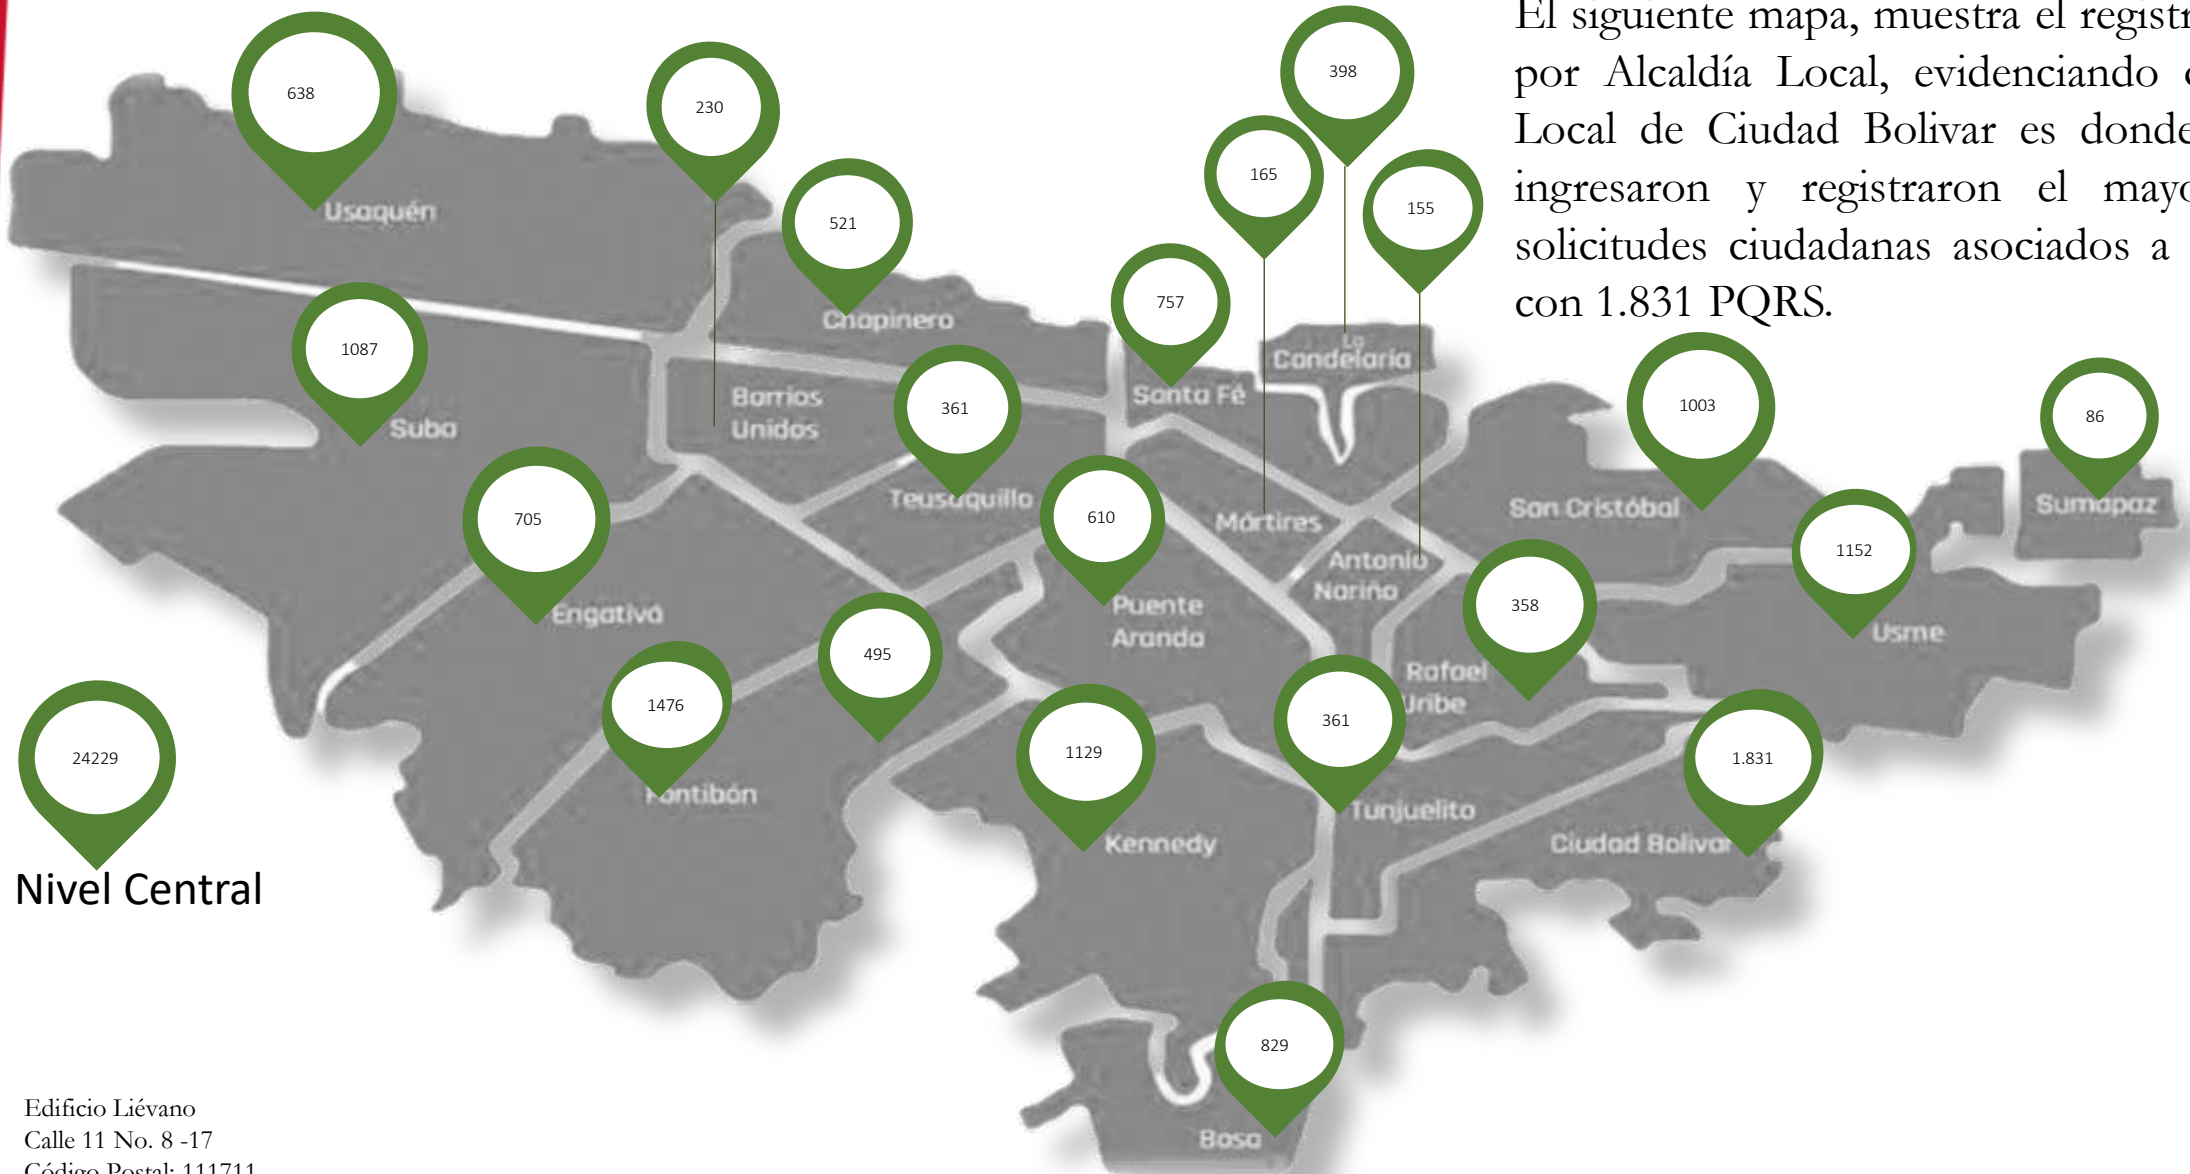 El siguiente mapa, muestra el registr
por Alcaldía Local, evidenciando
Local de Ciudad Bolivar es donde
ingresaron y registraron el mayo
solicitudes ciudadanas asociados a
con 1.831 PQRS.
638
230
521
398
165
155
757
Usaquén
Chapinero
1087
Suba
Barrios
Unidos
361
Teusaquillo
Santa Fé
La
Candelaria
1003
86
San Cristóbal
Sumapaz
705
Engativá
610
Puente
Aranda
Mártires
Antonio
Nariño
358
1152
Usme
495
1476
Fontibón
1129
Kennedy
361
Rafael
Uribe
Tunjuelito
1.831
Ciudad Bolivar
24229
Nivel Central
829
Bosa
Edificio Liévano
Calle 11 No. 8 -17
Código Postal: 111711